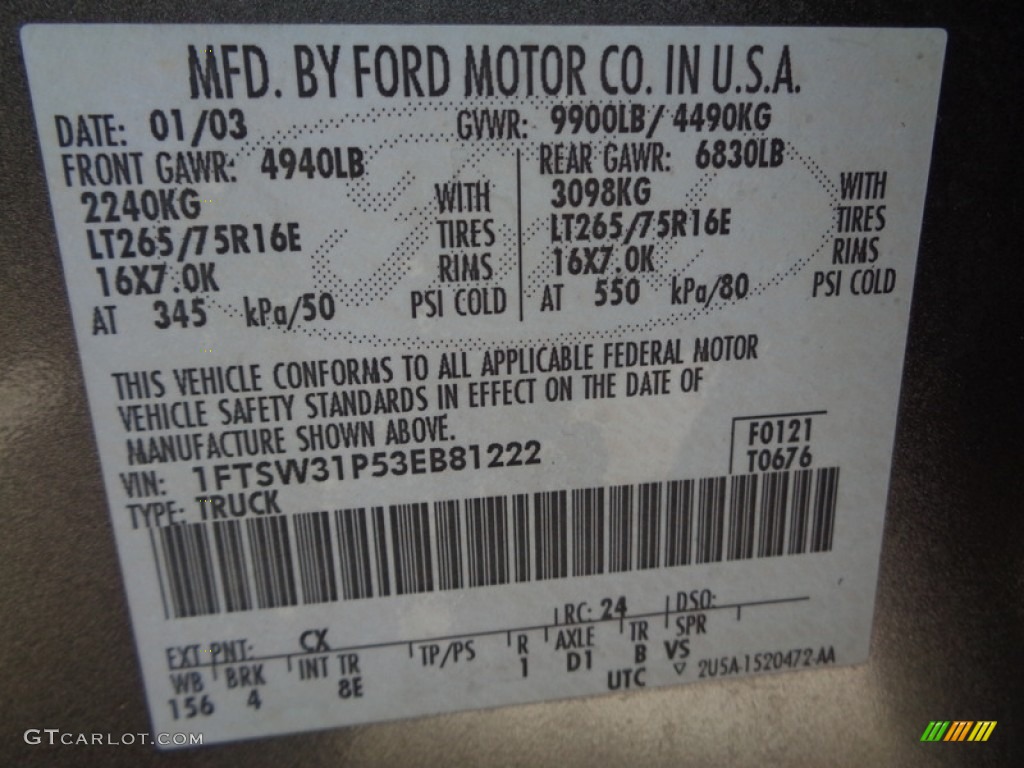 MFD. BY FORD MOTOR CO. IN U.S.A.
DATE: 01/03 GVWR: 9900LB/ 4490KG
FRONT GAWR: 4940LB REAR GAWR: 6830LB
2240KG WITH 3098KG WITH
LT265/75R16E TIRES LT265/75R16E TIRES
16X7.0K RIMS 16X7.0K RIMS
AT 345 kPa/50 PSI COLD AT 550 kPa/80 PSI COLD
THIS VEHICLE CONFORMS TO ALL APPLICABLE FEDERAL MOTOR
VEHICLE SAFETY STANDARDS IN EFFECT ON THE DATE OF
MANUFACTURE SHOWN ABOVE.
F0121
VIN: 1FTSW31P53EB81222 T0676
TYPE: TRUCK
EXT PNT: CX RC: 24 DSO:
WB BRK INT TR TP/PS R AXLE TR SPR
156 4 8E 1 D1 B VS
UTC ▽ 2USA-1520472-AA
GTCARLOT.COM